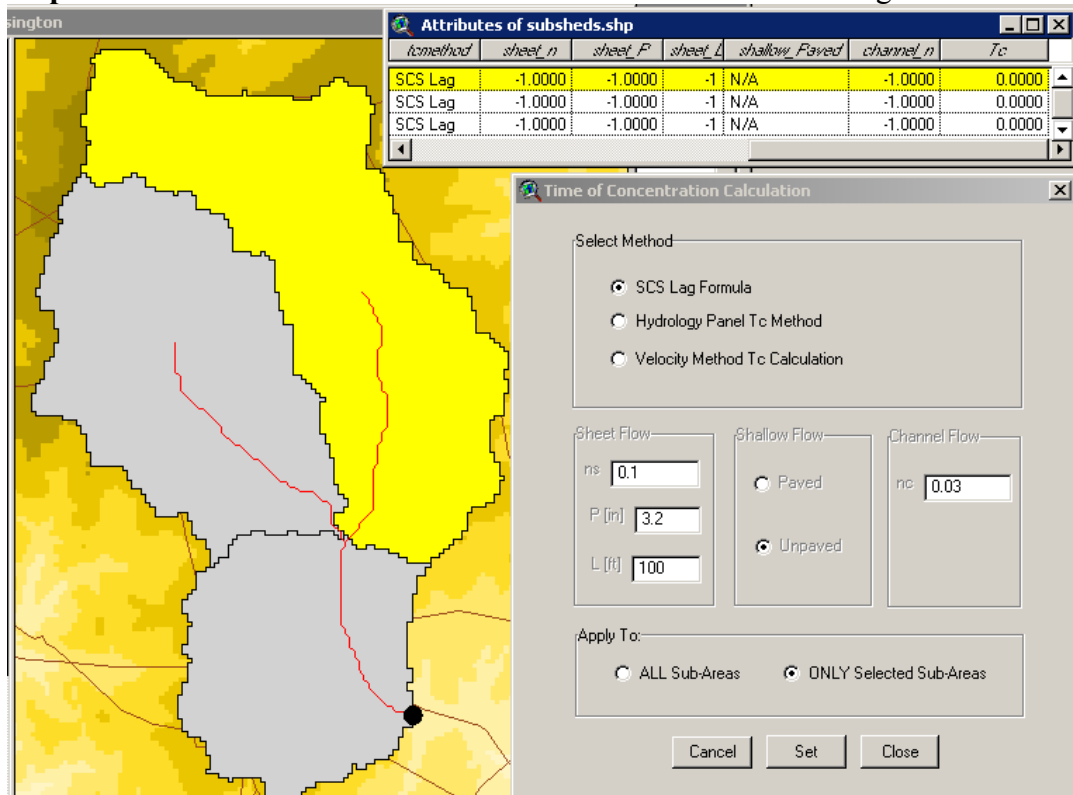 sington
Attributes of subsheds.shp
tcmethod sheet_n sheet_P sheet_L shallow_Paved channel_n Tc
SCS Lag -1.0000 -1.0000 -1 N/A -1.0000 0.0000
SCS Lag -1.0000 -1.0000 -1 N/A -1.0000 0.0000
SCS Lag -1.0000 -1.0000 -1 N/A -1.0000 0.0000
Time of Concentration Calculation
Select Method
SCS Lag Formula
Hydrology Panel Tc Method
Velocity Method Tc Calculation
Sheet Flow
ns 0.1
P [in] 3.2
L [ft] 100
Shallow Flow
Paved
Unpaved
Channel Flow
nc 0.03
Apply To:
ALL Sub-Areas ONLY Selected Sub-Areas
Cancel Set Close